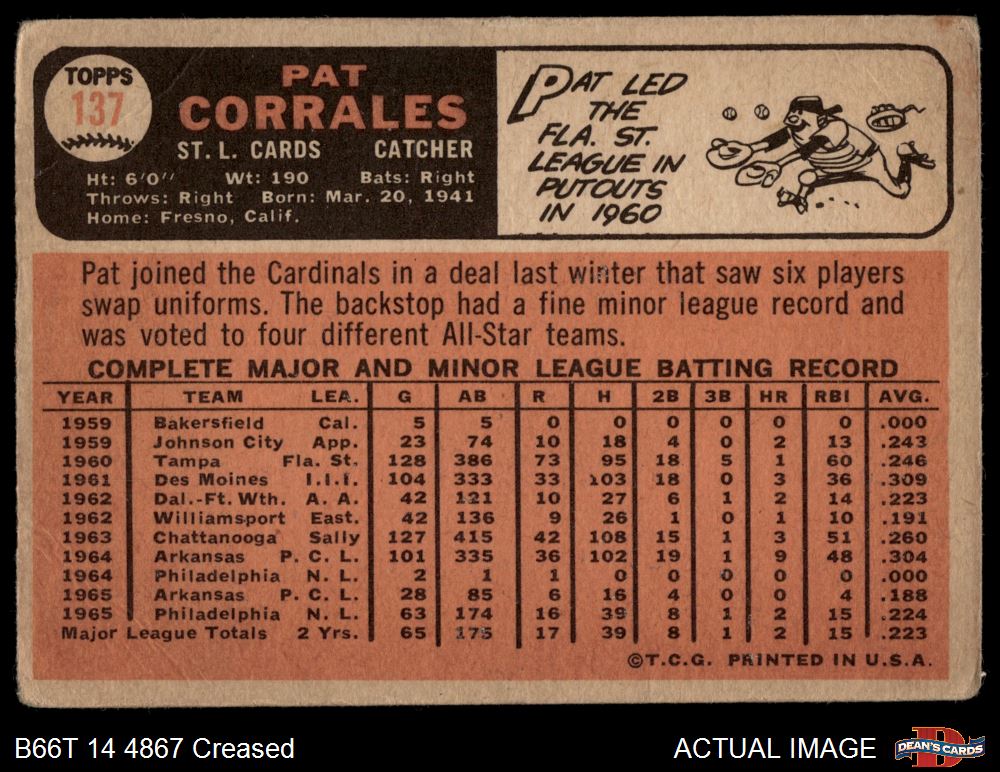 TOPPS
137
PAT
CORRALES
ST. L. CARDS CATCHER
Ht: 6'0" Wt: 190 Bats: Right
Throws: Right Born: Mar. 20, 1941
Home: Fresno, Calif.
PAT LED
THE
FLA. ST.
LEAGUE IN
PUTOUTS
IN 1960
Pat joined the Cardinals in a deal last winter that saw six players
swap uniforms. The backstop had a fine minor league record and
was voted to four different All-Star teams.
COMPLETE MAJOR AND MINOR LEAGUE BATTING RECORD
YEAR TEAM LEA. G AB R H 2B 3B HR RBI AVG.
1959 Bakersfield Cal. 5 5 0 0 0 0 0 0 .000
1959 Johnson City App. 23 74 10 18 4 0 2 13 .243
1960 Tampa Fla. St. 128 386 73 95 18 5 1 60 .246
1961 Des Moines I.I.I. 104 333 33 103 18 0 3 36 .309
1962 Dal.-Ft. Wth. A. A. 42 121 10 27 6 1 2 14 .223
1962 Williamsport East. 42 136 9 26 1 0 1 10 .191
1963 Chattanooga Sally 127 415 42 108 15 1 3 51 .260
1964 Arkansas P. C. L. 101 335 36 102 19 1 9 48 .304
1964 Philadelphia N. L. 2 1 1 0 0 0 0 0 .000
1965 Arkansas P. C. L. 28 85 6 16 4 0 0 4 .188
1965 Philadelphia N. L. 63 174 16 39 8 1 2 15 .224
Major League Totals 2 Yrs. 65 175 17 39 8 1 2 15 .223
©T.C.G. PRINTED IN U.S.A.
B66T 14 4867 Creased
ACTUAL IMAGE
DEAN'S CARDS